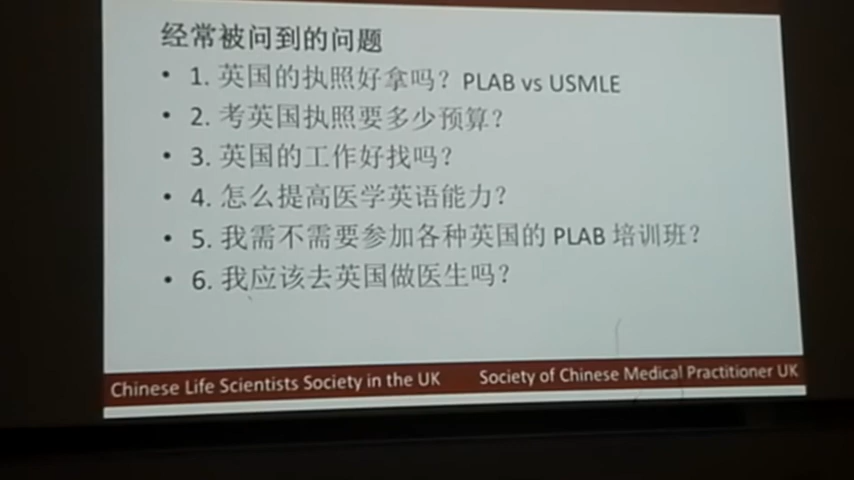 经常被问到的问题
• 1. 英国的执照好拿吗？PLAB vs USMLE
• 2. 考英国执照要多少预算？
• 3. 英国的工作好找吗？
• 4. 怎么提高医学英语能力？
• 5. 我需不需要参加各种英国的 PLAB 培训班？
• 6. 我应该去英国做医生吗？
Chinese Life Scientists Society in the UK Society of Chinese Medical Practitioner UK